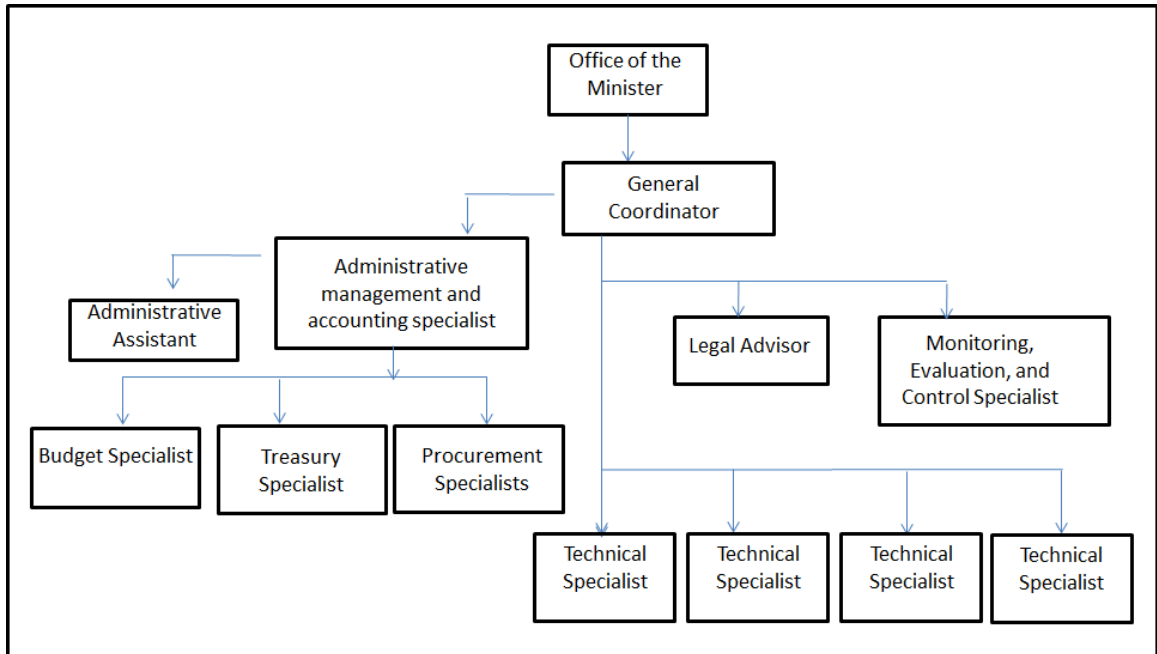 Office of the
Minister
General
Coordinator
Administrative
management and
accounting specialist
Administrative
Assistant
Legal Advisor
Monitoring,
Evaluation, and
Control Specialist
Budget Specialist
Treasury
Specialist
Procurement
Specialists
Technical
Specialist
Technical
Specialist
Technical
Specialist
Technical
Specialist